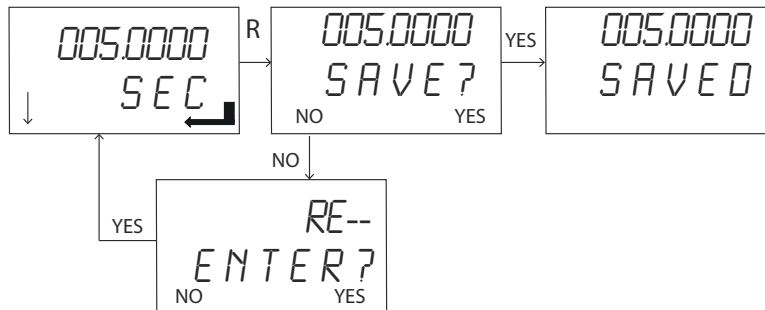 005.0000
SEC
R
005.0000
SAVE?
NO YES
YES
005.0000
SAVED
NO
YES
RE--
ENTER?
NO YES